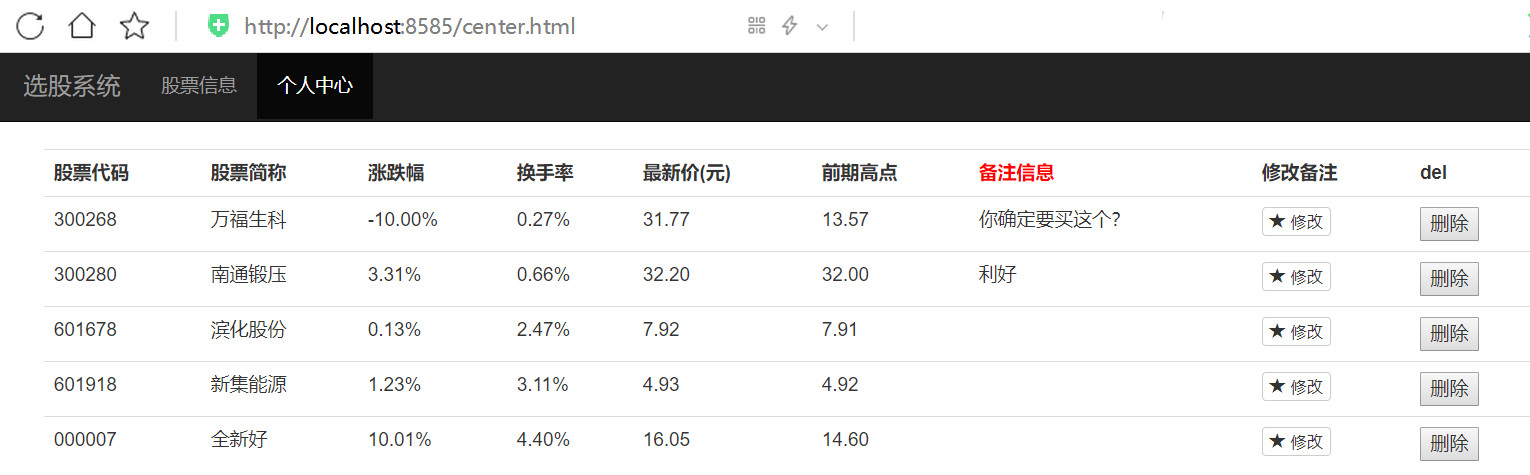 http://localhost:8585/center.html
选股系统 股票信息 个人中心
股票代码 股票简称 涨跌幅 换手率 最新价(元) 前期高点 备注信息 修改备注 del
300268 万福生科 -10.00% 0.27% 31.77 13.57 你确定要买这个? ★ 修改 删除
300280 南通锻压 3.31% 0.66% 32.20 32.00 利好 ★ 修改 删除
601678 滨化股份 0.13% 2.47% 7.92 7.91 ★ 修改 删除
601918 新集能源 1.23% 3.11% 4.93 4.92 ★ 修改 删除
000007 全新好 10.01% 4.40% 16.05 14.60 ★ 修改 删除